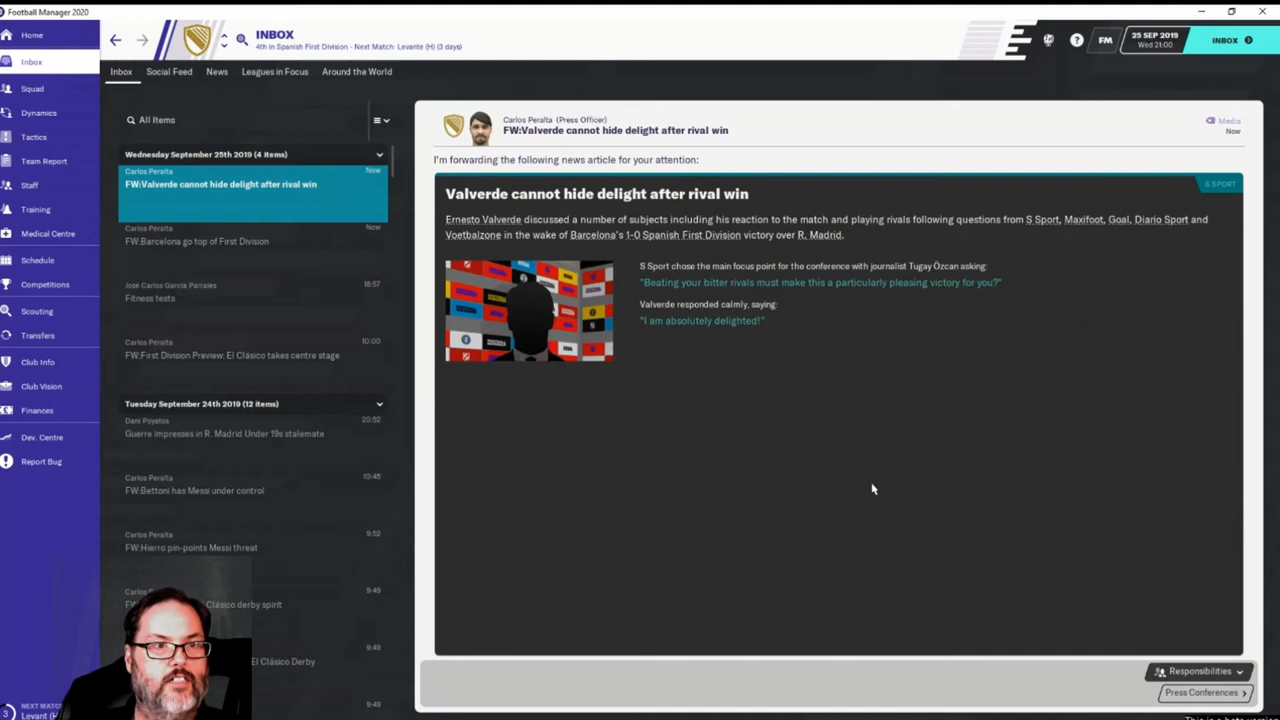 Football Manager 2020
Home
Inbox
Squad
Dynamics
Tactics
Team Report
Staff
Training
Medical Centre
Schedule
Competitions
Scouting
Transfers
Club Info
Club Vision
Finances
Dev. Centre
Report Bug
3
NEXT MATCH
Levant (H)
INBOX
4th in Spanish First Division - Next Match: Levante (H) (3 days)
?
FM
25 SEP 2019
Wed 21:00
INBOX
Inbox
Social Feed
News
Leagues in Focus
Around the World
All Items
Wednesday September 25th 2019 (4 items)
Carlos Peralta
Now
FW:Valverde cannot hide delight after rival win
Carlos Peralta
Now
FW:Barcelona go top of First Division
José Carlos García Parrales
18:57
Fitness tests
Carlos Peralta
10:00
FW:First Division Preview: El Clásico takes centre stage
Tuesday September 24th 2019 (12 items)
Dani Poyatos
20:52
Guerre impresses in R. Madrid Under 19s stalemate
Carlos Peralta
10:45
FW:Bettoni has Messi under control
Carlos Peralta
9:52
FW:Hierro pin-points Messi threat
9:49
Clásico derby spirit
9:49
El Clásico Derby
9:49
Carlos Peralta (Press Officer)
FW:Valverde cannot hide delight after rival win
Media
Now
I'm forwarding the following news article for your attention:
S SPORT
Valverde cannot hide delight after rival win
Ernesto Valverde discussed a number of subjects including his reaction to the match and playing rivals following questions from S Sport, Maxifoot, Goal, Diario Sport and
Voetbalzone in the wake of Barcelona's 1-0 Spanish First Division victory over R. Madrid.
S Sport chose the main focus point for the conference with journalist Tugay Özcan asking:
"Beating your bitter rivals must make this a particularly pleasing victory for you?"
Valverde responded calmly, saying:
"I am absolutely delighted!"
Responsibilities
Press Conferences